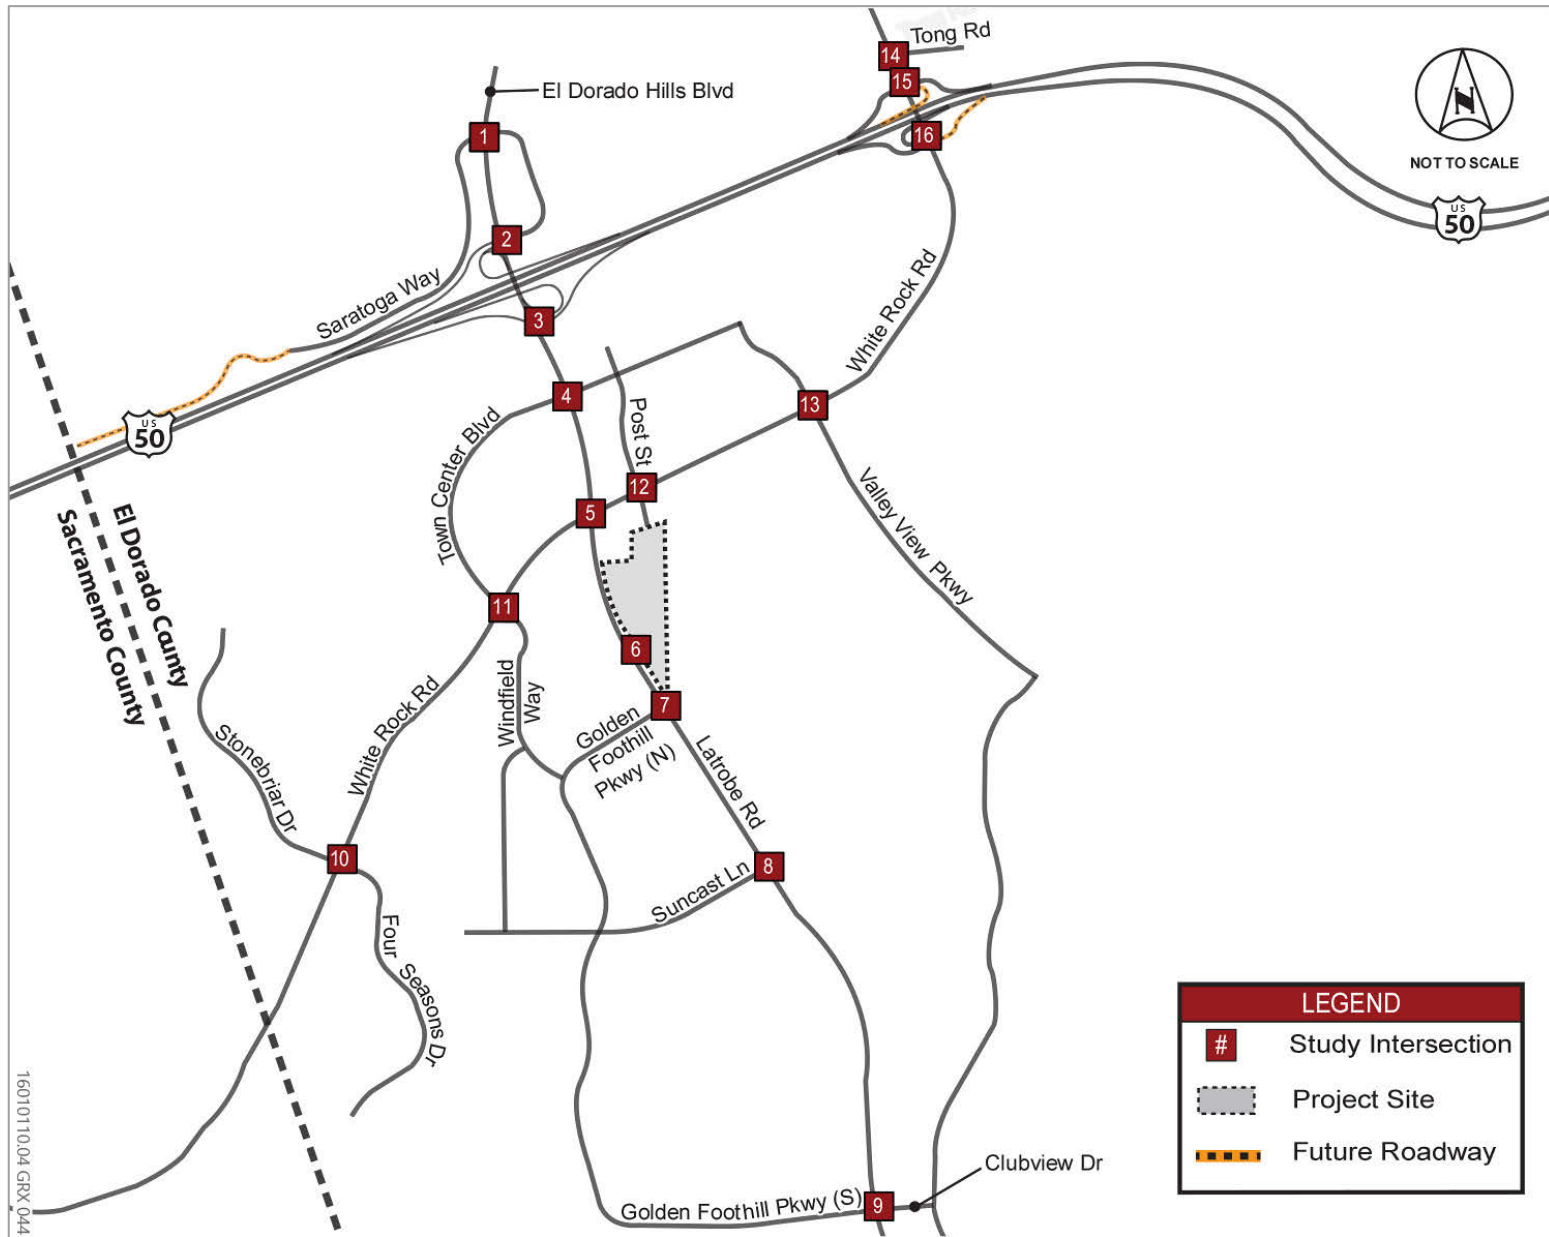 Tong Rd
14
15
El Dorado Hills Blvd
1
16
NOT TO SCALE
US
50
2
Saratoga Way
3
White Rock Rd
4
13
US
50
Town Center Blvd
Post St
12
5
Valley View Pkwy
El Dorado County
Sacramento County
11
6
Windfield
Way
7
Golden
Foothill
Pkwy (N)
Latrobe Rd
White Rock Rd
Stonebriar Dr
10
8
Suncast Ln
Four Seasons Dr
LEGEND
# Study Intersection
Project Site
Future Roadway
Clubview Dr
Golden Foothill Pkwy (S)
9
16010110.04 GRX 044